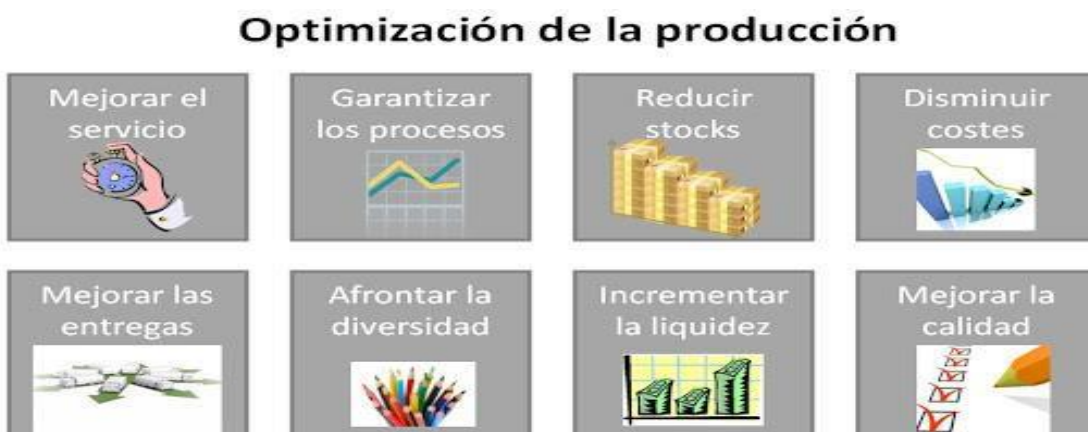 Optimización de la producción
Mejorar el
servicio
Garantizar
los procesos
Reducir
stocks
Disminuir
costes
Mejorar las
entregas
Afrontar la
diversidad
Incrementar
la liquidez
Mejorar la
calidad